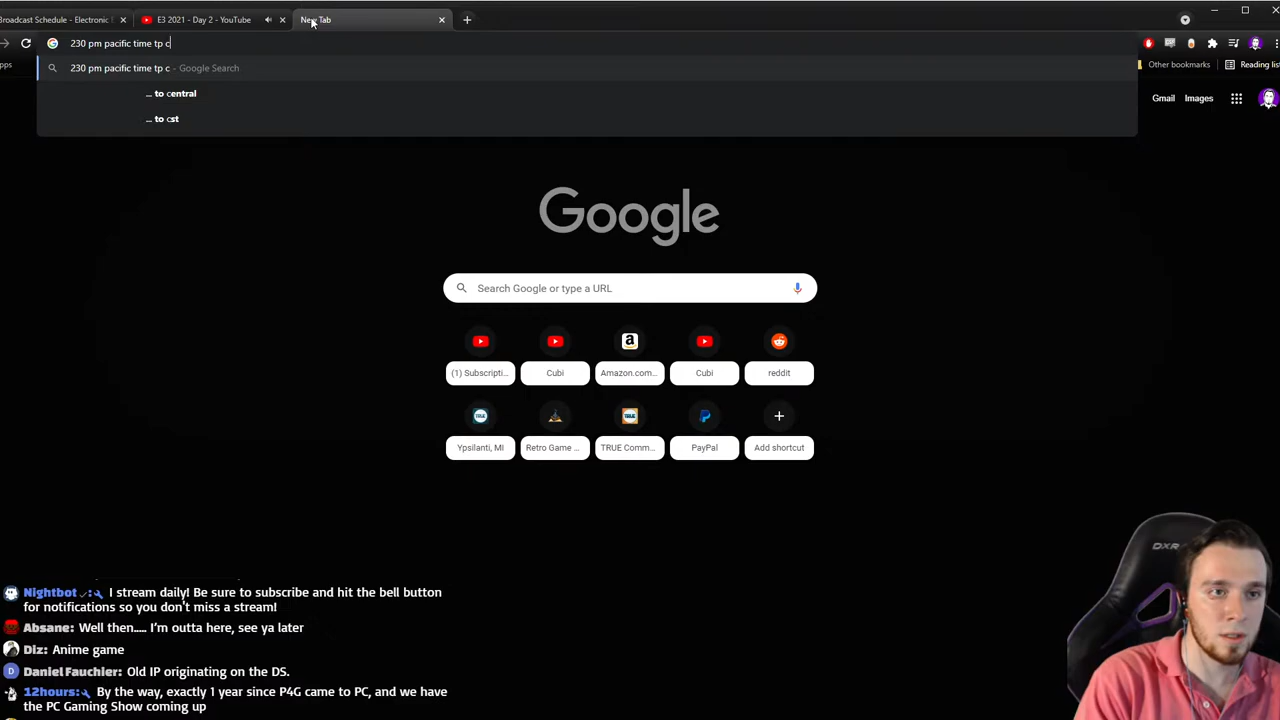 Broadcast Schedule - Electronic
E3 2021 - Day 2 - YouTube
New Tab
230 pm pacific time tp c
230 pm pacific time tp c - Google Search
... to central
... to cst
Other bookmarks
Reading list
Gmail
Images
Google
Search Google or type a URL
(1) Subscripti...
Cubi
Amazon.com...
Cubi
reddit
Ypsilanti, MI
Retro Game ...
TRUE Comm...
PayPal
Add shortcut
Nightbot: I stream daily! Be sure to subscribe and hit the bell button
for notifications so you don't miss a stream!
Absane: Well then..... I'm outta here, see ya later
Diz: Anime game
Daniel Fauchier: Old IP originating on the DS.
12hours: By the way, exactly 1 year since P4G came to PC, and we have
the PC Gaming Show coming up